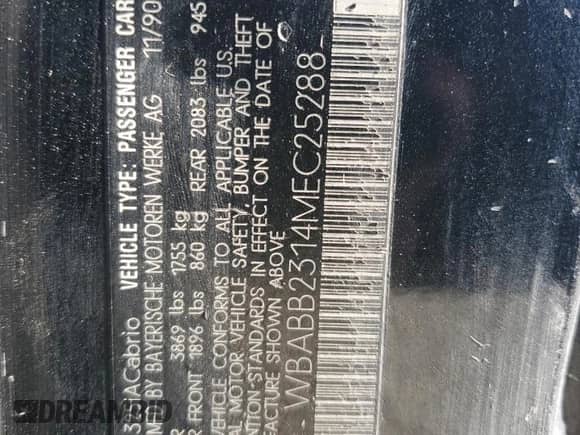 Cabrio VEHICLE TYPE: PASSENGER CAR
BY BAYERISCHE MOTOREN WERKE AG 11/90
3869 lbs 1755 kg
FRONT 1896 lbs 860 kg REAR 2083 lbs 945
VEHICLE CONFORMS TO ALL APPLICABLE U.S.
MOTOR VEHICLE SAFETY, BUMPER AND THEFT
STANDARDS IN EFFECT ON THE DATE OF
SHOWN ABOVE
WBABB2314MEC25288
DREAMBID